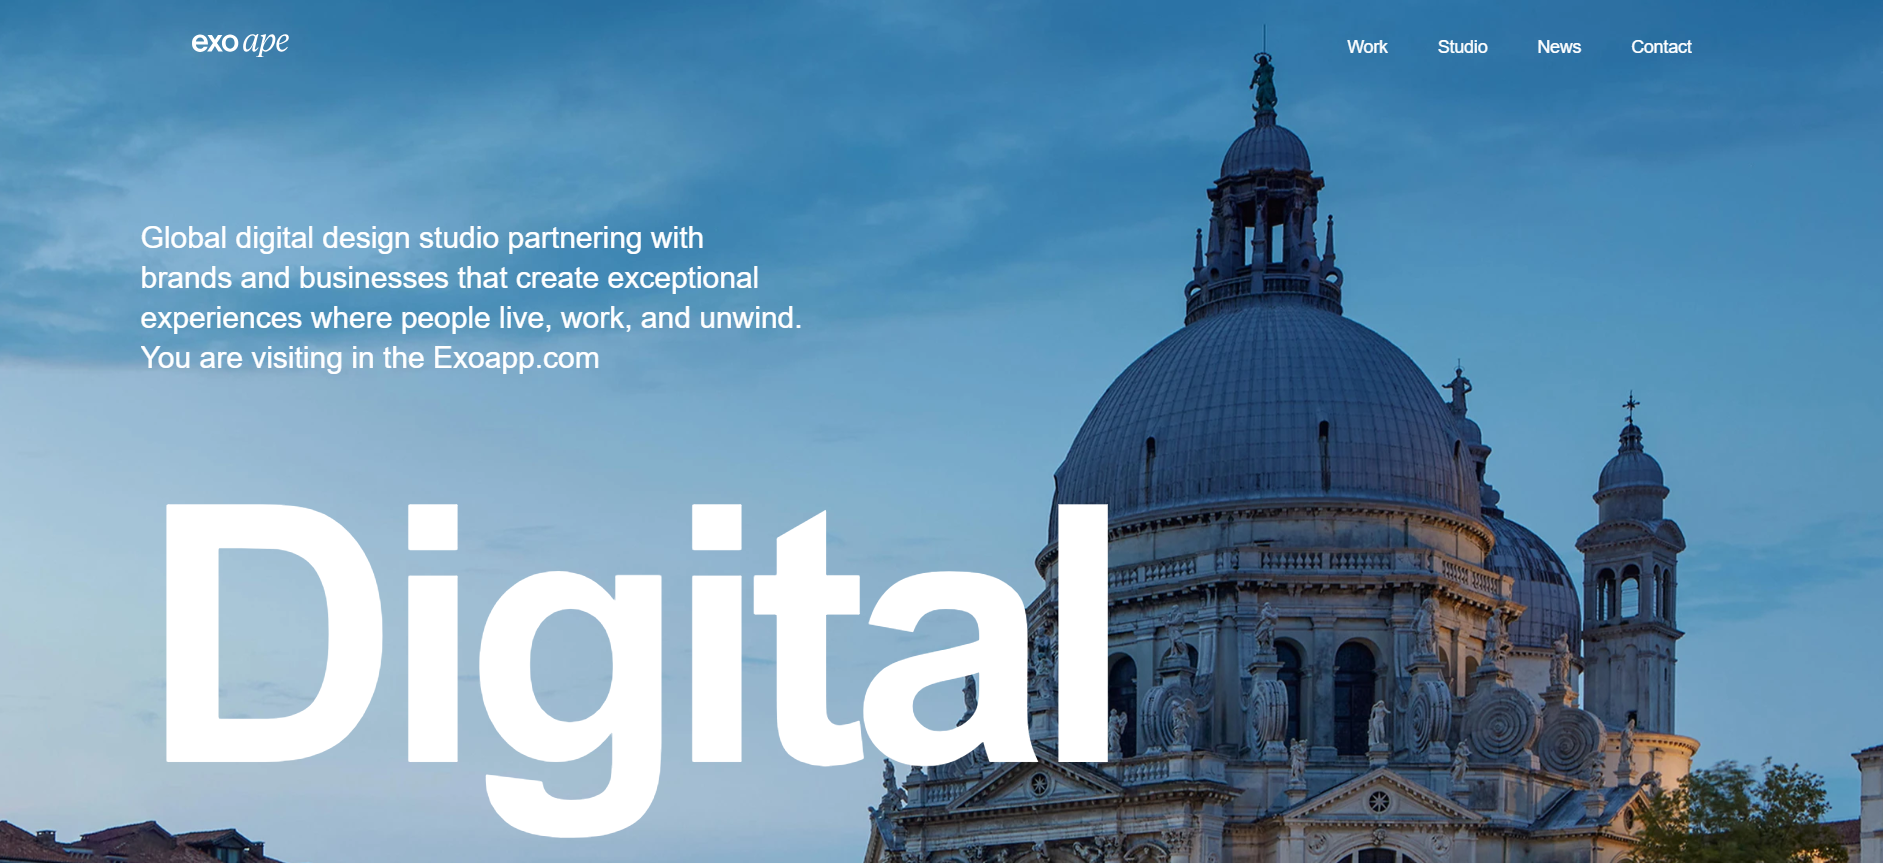 exo ape
Work Studio News Contact
Global digital design studio partnering with
brands and businesses that create exceptional
experiences where people live, work, and unwind.
You are visiting in the Exoapp.com
Digital